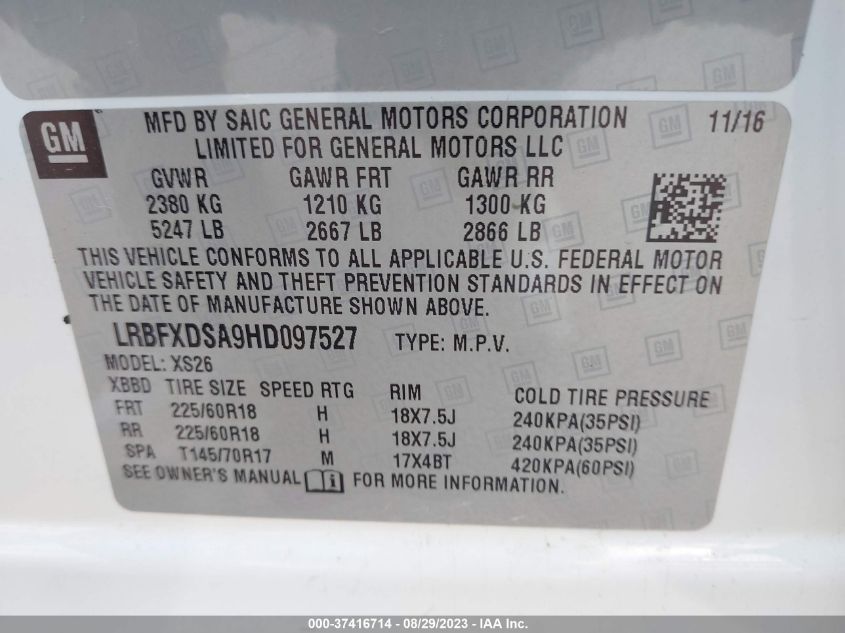 GM
MFD BY SAIC GENERAL MOTORS CORPORATION 11/16
LIMITED FOR GENERAL MOTORS LLC
GVWR GAWR FRT GAWR RR
2380 KG 1210 KG 1300 KG
5247 LB 2667 LB 2866 LB
THIS VEHICLE CONFORMS TO ALL APPLICABLE U.S. FEDERAL MOTOR
VEHICLE SAFETY AND THEFT PREVENTION STANDARDS IN EFFECT ON
THE DATE OF MANUFACTURE SHOWN ABOVE.
LRBFXDSA9HD097527 TYPE: M.P.V.
MODEL: XS26
XBBD TIRE SIZE SPEED RTG RIM COLD TIRE PRESSURE
FRT 225/60R18 H 18X7.5J 240KPA(35PSI)
RR 225/60R18 H 18X7.5J 240KPA(35PSI)
SPA T145/70R17 M 17X4BT 420KPA(60PSI)
SEE OWNER'S MANUAL FOR MORE INFORMATION.
000-37416714 - 08/29/2023 - IAA Inc.